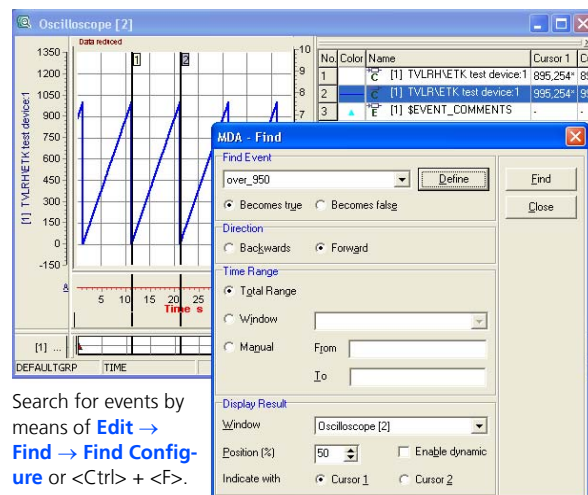 Oscilloscope [2]
Data reduced
1350
1200
1050
900
750
600
450
300
150
0
-150
[1] TVLRH\ETK test device:1
1
2
10
9
8
7
No. Color Name Cursor 1
1 [1] TVLRH\ETK test device:1 895,254*
2 [1] TVLR\ETK test device:1 895,254*
3 [1] $EVENT_COMMENTS - -
A
5 10 15 20 25
Time s
[1] ...
DEFAULTGRP TIME
MDA - Find
Find Event
over_950 Define Find
Becomes true Becomes false Close
Direction
Backwards Forward
Time Range
Total Range
Window
Manual From
To
Display Result
Window Oscilloscope [2]
Position (%) 50 Enable dynamic
Indicate with Cursor 1 Cursor 2
Search for events by
means of Edit →
Find → Find Config-
ure or <Ctrl> + <F>.